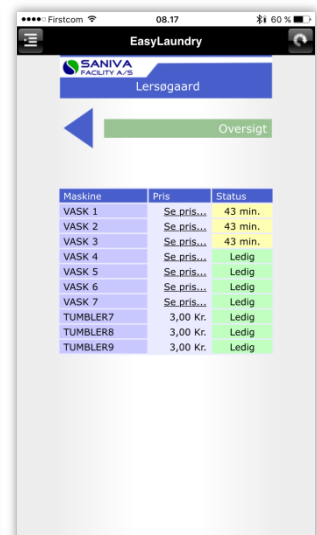 Firstcom 08.17 60 %
EasyLaundry
SANIVA
FACILITY A/S
Lersøgaard
Oversigt
Maskine Pris Status
VASK 1 Se pris... 43 min.
VASK 2 Se pris... 43 min.
VASK 3 Se pris... 43 min.
VASK 4 Se pris... Ledig
VASK 5 Se pris... Ledig
VASK 6 Se pris... Ledig
VASK 7 Se pris... Ledig
TUMBLER7 3,00 Kr. Ledig
TUMBLER8 3,00 Kr. Ledig
TUMBLER9 3,00 Kr. Ledig